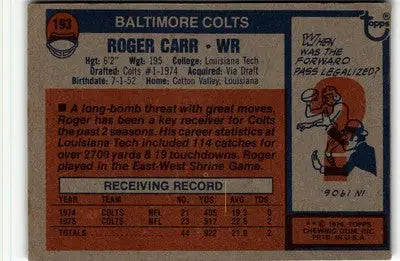 193
BALTIMORE COLTS
ROGER CARR • WR
Hgt: 6'2" Wgt: 195 College: Louisiana Tech
Drafted: Colts #1-1974 Acquired: Via Draft
Birthdate: 7-1-52 Home: Cotton Valley, Louisiana
■ A long-bomb threat with great moves.
Roger has been a key receiver for Colts
the past 2 seasons. His career statistics at
Louisiana Tech included 114 catches for
over 2700 yards & 19 touchdowns. Roger
played in the East-West Shrine Game.
RECEIVING RECORD
YEAR TEAM LEA NO YDS AVG TDS
1974 COLTS NFL 21 405 19.3 0
1975 COLTS NFL 23 517 22.5 2
TOTALS 44 922 21.0 2
Topps
WHEN
WAS THE
FORWARD
PASS LEGALIZED?
IN 1906
** © 1976 TOPPS
CHEWING GUM, INC.
PRTD. IN U.S.A.